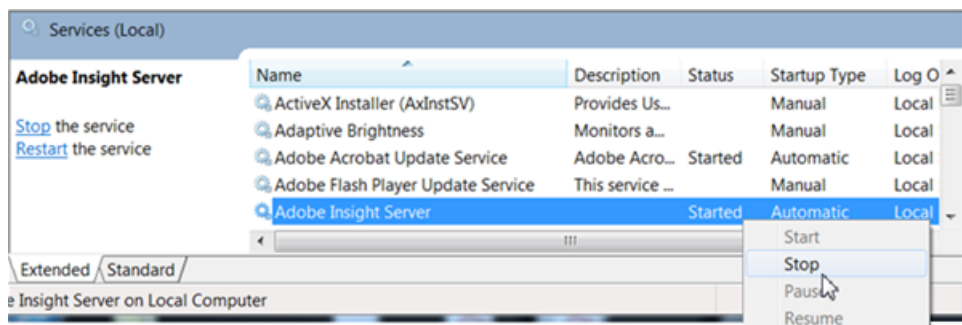 Services (Local)
Adobe Insight Server
Stop the service
Restart the service
Name Description Status Startup Type Log O
ActiveX Installer (AxInstSV) Provides Us... Manual Local
Adaptive Brightness Monitors a... Manual Local
Adobe Acrobat Update Service Adobe Acro... Started Automatic Local
Adobe Flash Player Update Service This service ... Manual Local
Adobe Insight Server Started Automatic Local
Start
Stop
Pause
Resume
Extended Standard
e Insight Server on Local Computer